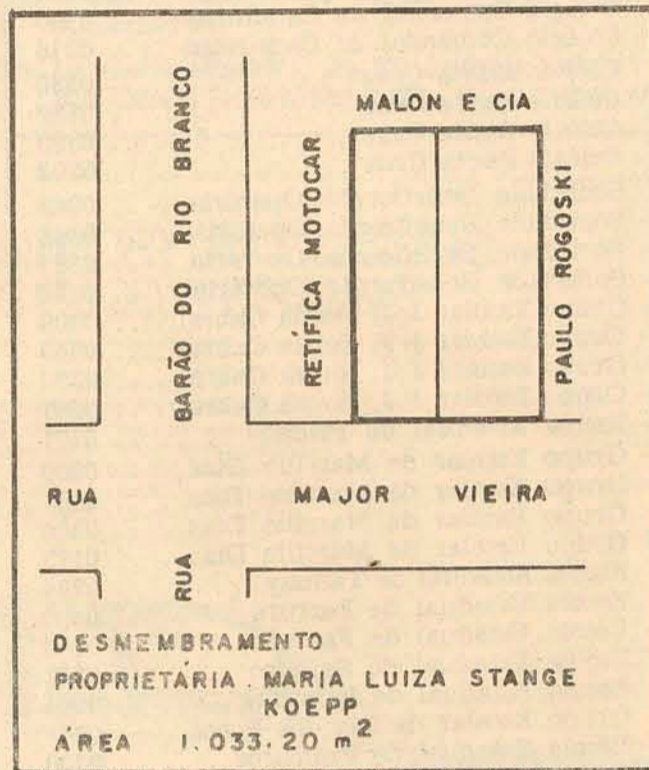 MALON E CIA
RUA BARÃO DO RIO BRANCO
RETÍFICA MOTOCAR
PAULO ROGOSKI
RUA MAJOR VIEIRA
DESMEMBRAMENTO
PROPRIETÁRIA. MARIA LUIZA STANGE
KOEPP
ÁREA 1.033.20 m²